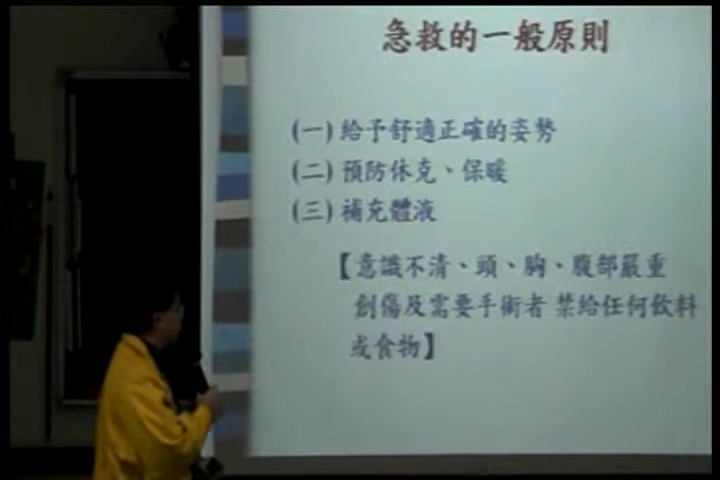 急救的一般原則
(一) 給予舒適正確的姿勢
(二) 預防休克、保暖
(三) 補充體液
【意識不清、頭、胸、腹部嚴重
創傷及需要手術者 禁給任何飲料
或食物】